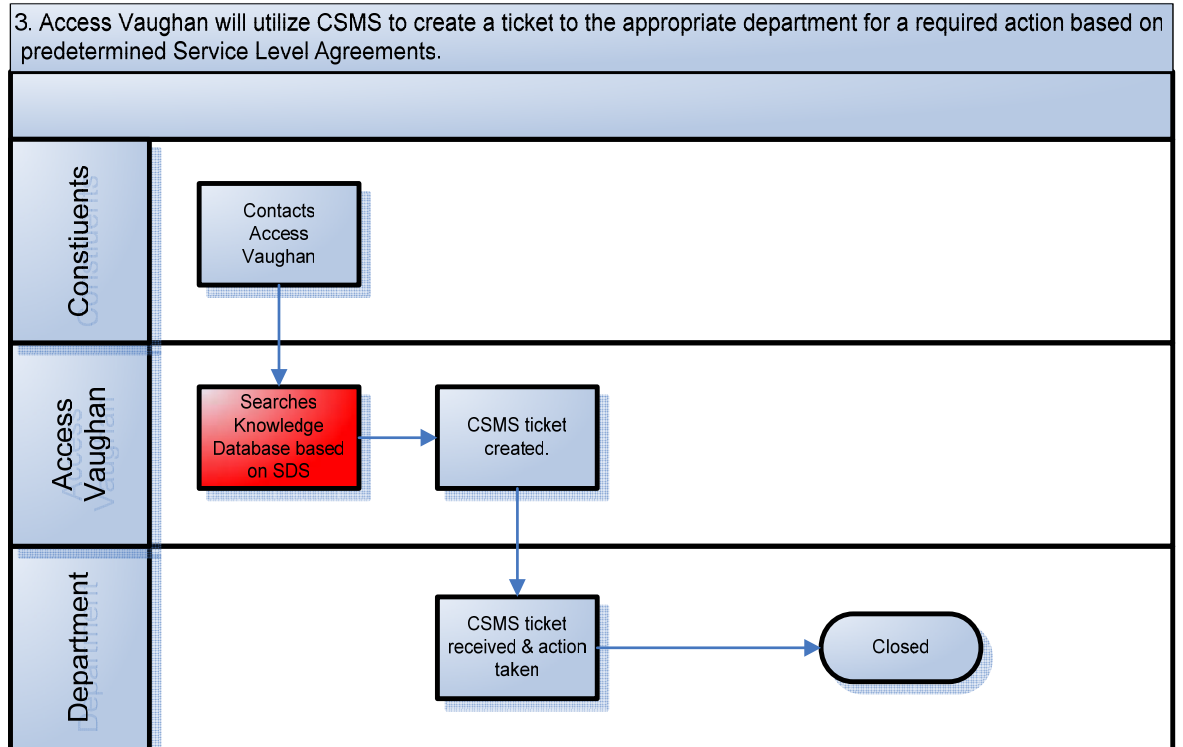 3. Access Vaughan will utilize CSMS to create a ticket to the appropriate department for a required action based on
predetermined Service Level Agreements.
Constiuents
Contacts
Access
Vaughan
Access
Vaughan
Searches
Knowledge
Database based
on SDS
CSMS ticket
created.
Department
CSMS ticket
received & action
taken
Closed